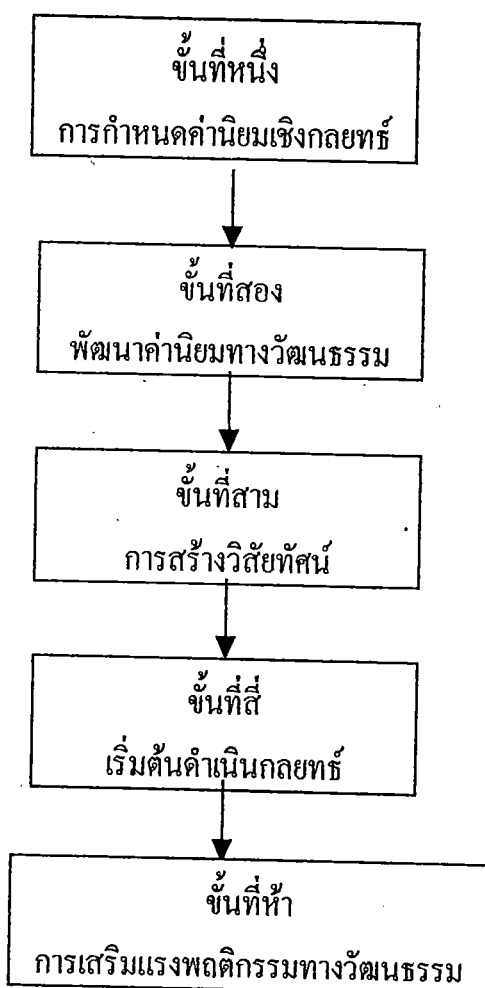 ขั้นที่หนึ่ง
การกำหนดค่านิยมเชิงกลยทธ์
ขั้นที่สอง
พัฒนาค่านิยมทางวัฒนธรรม
ขั้นที่สาม
การสร้างวิสัยทัศน์
ขั้นที่สี่
เริ่มต้นดำเนินกลยทธ์
ขั้นที่ห้า
การเสริมแรงพฤติกรรมทางวัฒนธรรม